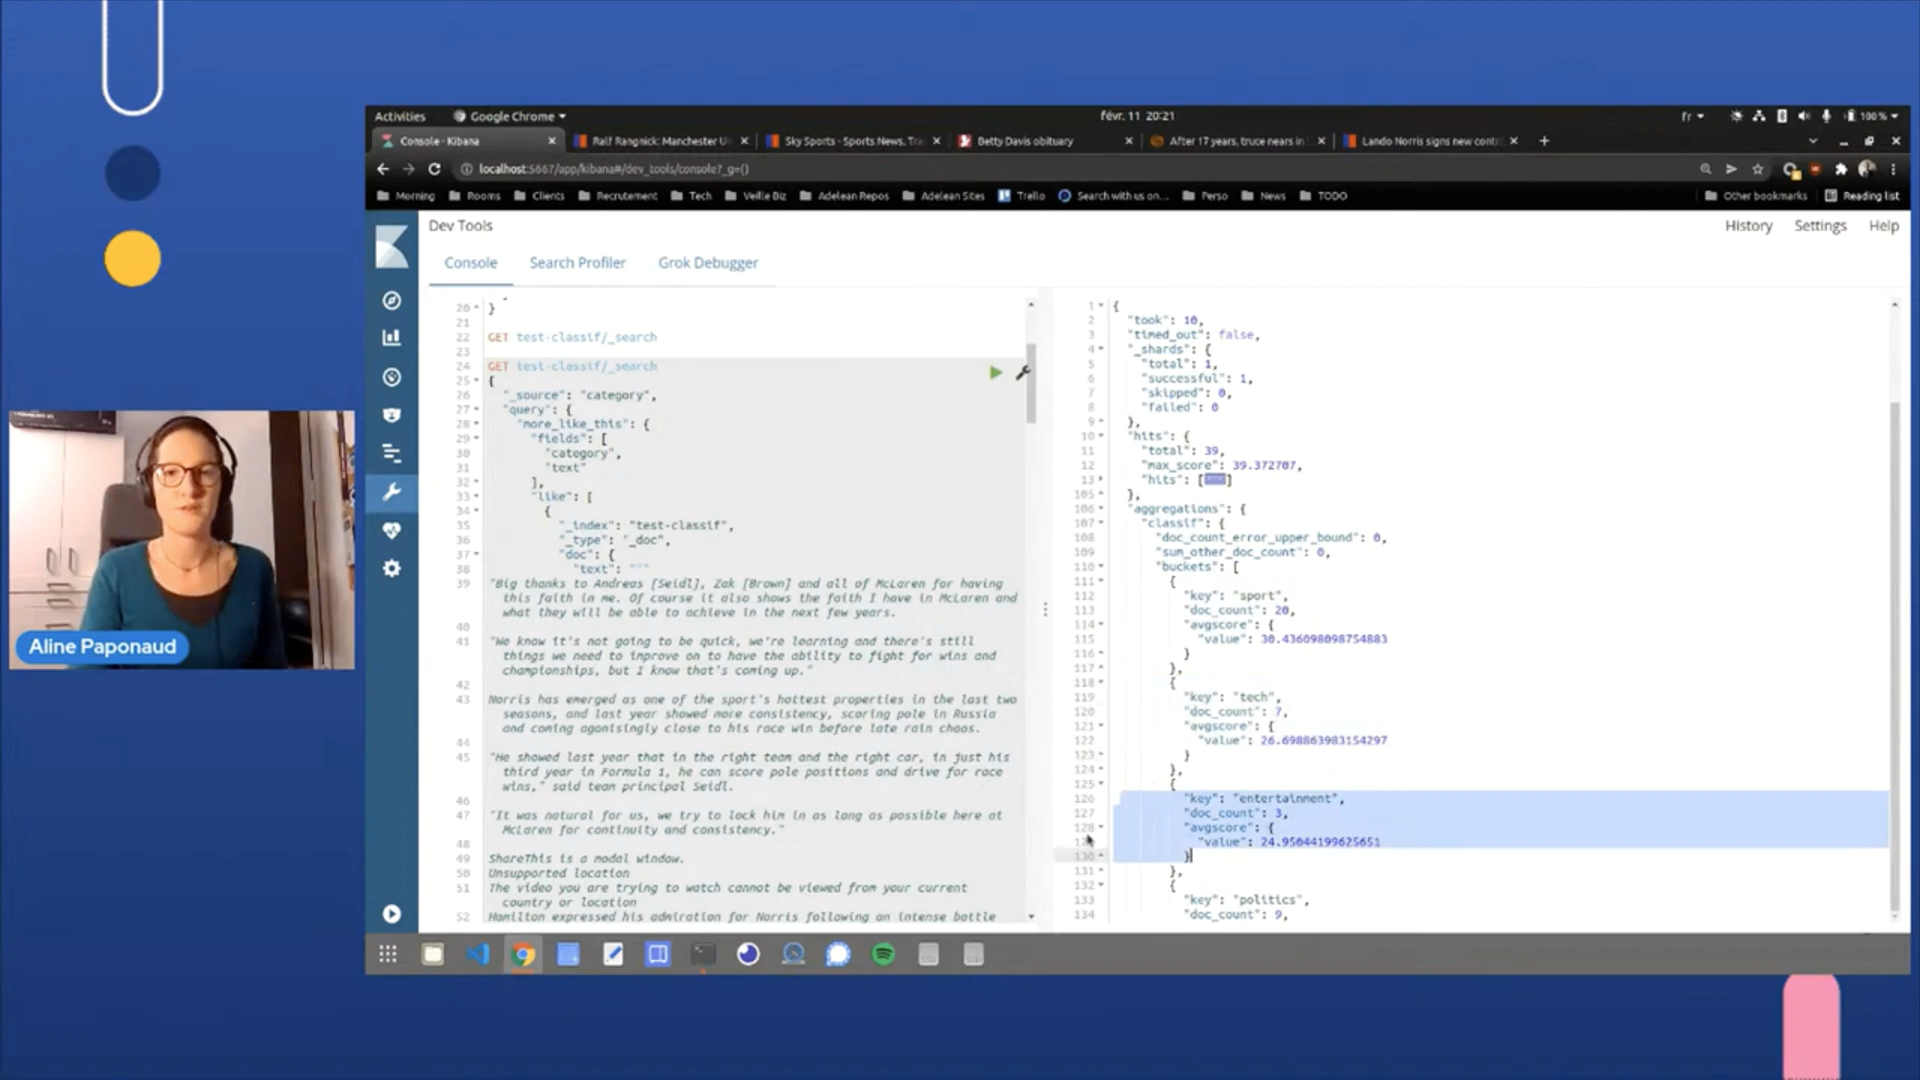 Activities
Google Chrome
févr. 11 20:21
fr
100 %
Console - Kibana
Ralf Rangnick: Manchester U
Sky Sports - Sports News, Tra
Betty Davis obituary
After 17 years, truce nears in
Lando Norris signs new cont
localhost:5667/app/kibana#/dev_tools/console?_g=()
Morning
Rooms
Clients
Recrutement
Tech
Veille Biz
Adelean Repos
Adelean Sites
Trello
Search with us on...
Perso
News
TODO
Other bookmarks
Reading list
Dev Tools
History
Settings
Help
Console
Search Profiler
Grok Debugger
20 }
21
22 GET test-classif/_search
23
24 GET test-classif/_search
25 {
26 "_source": "category",
27 "query": {
28 "more_like_this": {
29 "fields": [
30 "category",
31 "text"
32 ],
33 "like": [
34 {
35 "_index": "test-classif",
36 "_type": "_doc",
37 "doc": {
38 "text": """
39 "Big thanks to Andreas [Seidl], Zak [Brown] and all of McLaren for having
this faith in me. Of course it also shows the faith I have in McLaren and
what they will be able to achieve in the next few years.
40
41 "We know it's not going to be quick, we're learning and there's still
things we need to improve on to have the ability to fight for wins and
championships, but I know that's coming up."
42
43 Norris has emerged as one of the sport's hottest properties in the last two
seasons, and last year showed more consistency, scoring pole in Russia
and coming agonisingly close to his race win before late rain chaos.
44
45 "He showed last year that in the right team and the right car, in just his
third year in Formula 1, he can score pole positions and drive for race
wins," said team principal Seidl.
46
47 "It was natural for us, we try to lock him in as long as possible here at
McLaren for continuity and consistency."
48
49 ShareThis is a modal window.
50 Unsupported location
51 The video you are trying to watch cannot be viewed from your current
country or location
52 Hamilton expressed his admiration for Norris following an intense battle
1 {
2 "took": 10,
3 "timed_out": false,
4 "_shards": {
5 "total": 1,
6 "successful": 1,
7 "skipped": 0,
8 "failed": 0
9 },
10 "hits": {
11 "total": 39,
12 "max_score": 39.372707,
13 "hits": [ ]
105 },
106 "aggregations": {
107 "classif": {
108 "doc_count_error_upper_bound": 0,
109 "sum_other_doc_count": 0,
110 "buckets": [
111 {
112 "key": "sport",
113 "doc_count": 20,
114 "avgscore": {
115 "value": 30.436098098754883
116 }
117 },
118 {
119 "key": "tech",
120 "doc_count": 7,
121 "avgscore": {
122 "value": 26.698863983154297
123 }
124 },
125 {
126 "key": "entertainment",
127 "doc_count": 3,
128 "avgscore": {
"value": 24.95044199625651
130 }
131 },
132 {
133 "key": "politics",
134 "doc_count": 9,
Aline Paponaud